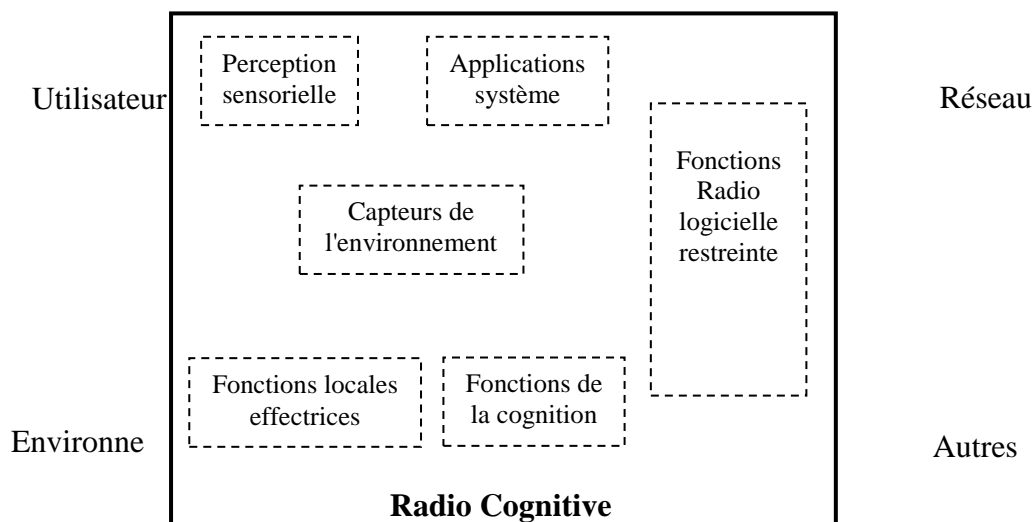 Perception
sensorielle
Applications
système
Utilisateur
Réseau
Fonctions
Radio
logicielle
restreinte
Capteurs de
l'environnement
Fonctions locales
effectrices
Fonctions de
la cognition
Environne
Autres
Radio Cognitive